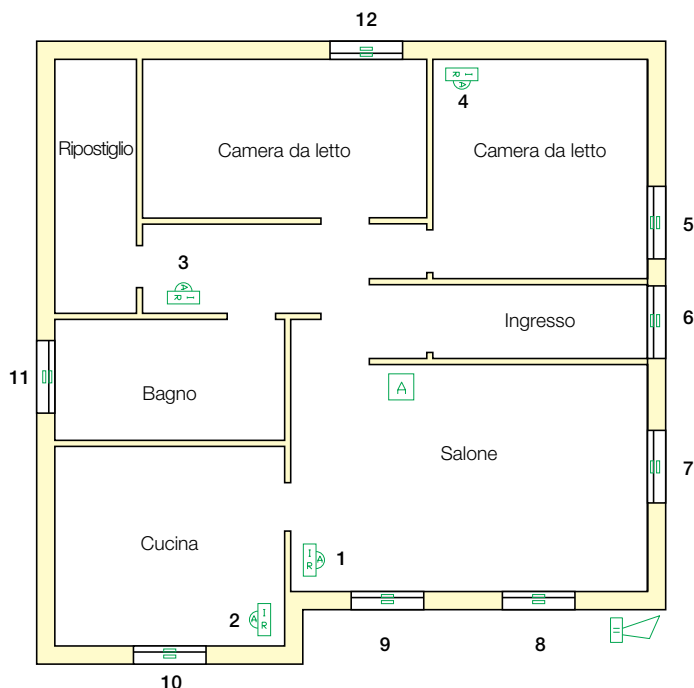 12
I R A
4
Ripostiglio
Camera da letto
Camera da letto
5
3
A
I R
6
Ingresso
11
Bagno
A
Salone
7
Cucina
I R A
1
2
A I R
9
8
10